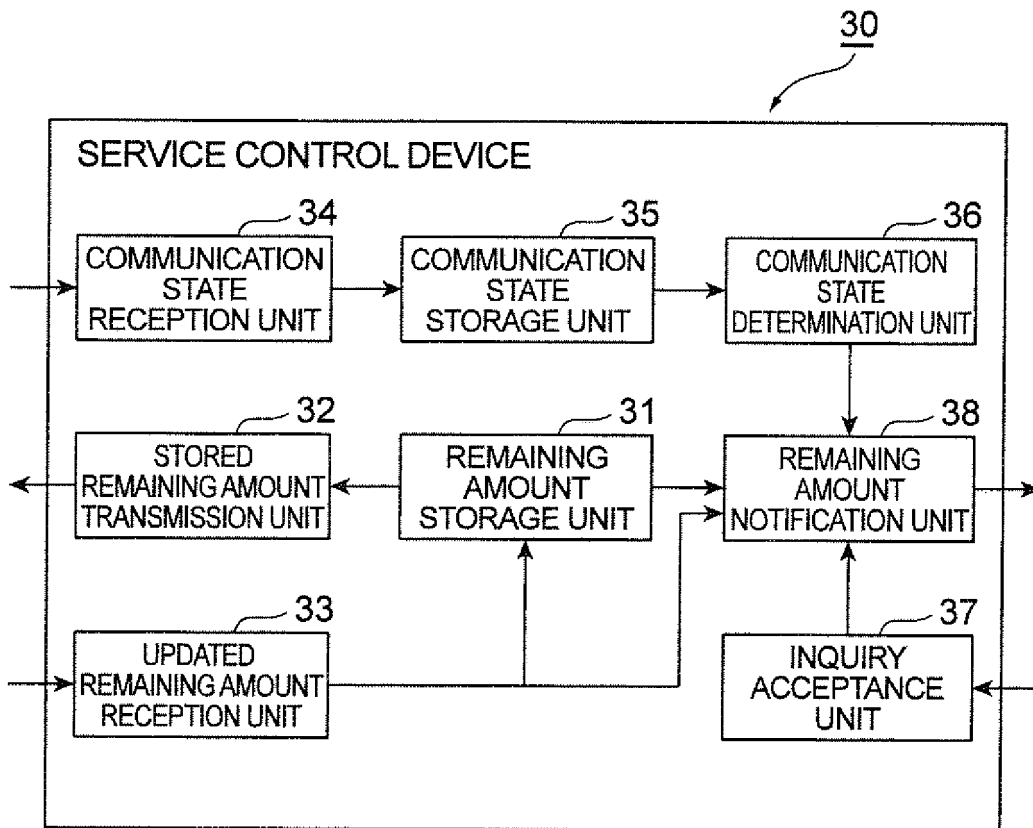 30
SERVICE CONTROL DEVICE
34
COMMUNICATION
STATE
RECEPTION UNIT
35
COMMUNICATION
STATE
STORAGE UNIT
36
COMMUNICATION
STATE
DETERMINATION UNIT
32
STORED
REMAINING AMOUNT
TRANSMISSION UNIT
31
REMAINING
AMOUNT
STORAGE UNIT
38
REMAINING
AMOUNT
NOTIFICATION UNIT
33
UPDATED
REMAINING AMOUNT
RECEPTION UNIT
37
INQUIRY
ACCEPTANCE
UNIT